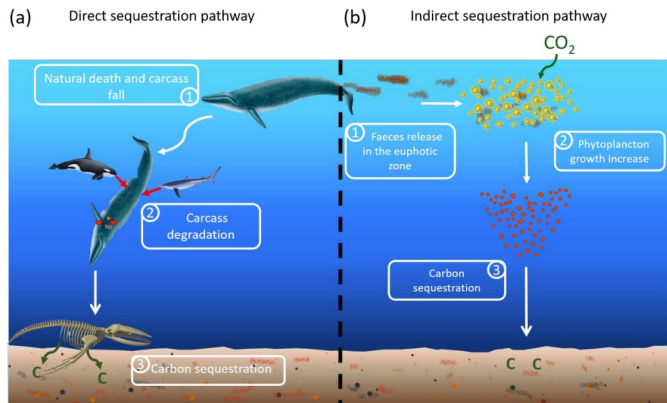 (a) Direct sequestration pathway
Natural death and carcass
fall
1
2
Carcass
degradation
3 Carbon sequestration
C C
(b) Indirect sequestration pathway
CO2
1 Faeces release
in the euphotic
zone
2 Phytoplancton
growth increase
Carbon 3
sequestration
C C